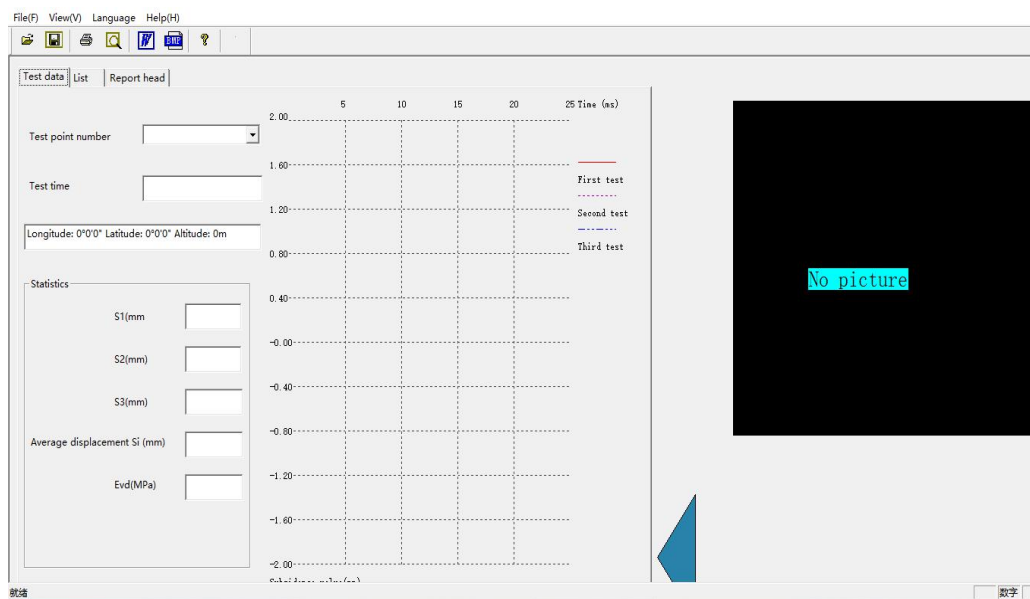 File(F) View(V) Language Help(H)
W BMP ?
Test data List Report head
5 10 15 20 25 Time (ms)
2.00
Test point number
1.60
First test
Test time
1.20
Second test
Longitude: 0°0'0" Latitude: 0°0'0" Altitude: 0m
Third test
0.80
No picture
Statistics
0.40
S1(mm
-0.00
S2(mm)
-0.40
S3(mm)
-0.80
Average displacement Si (mm)
-1.20
Evd(MPa)
-1.60
-2.00
就绪
数字